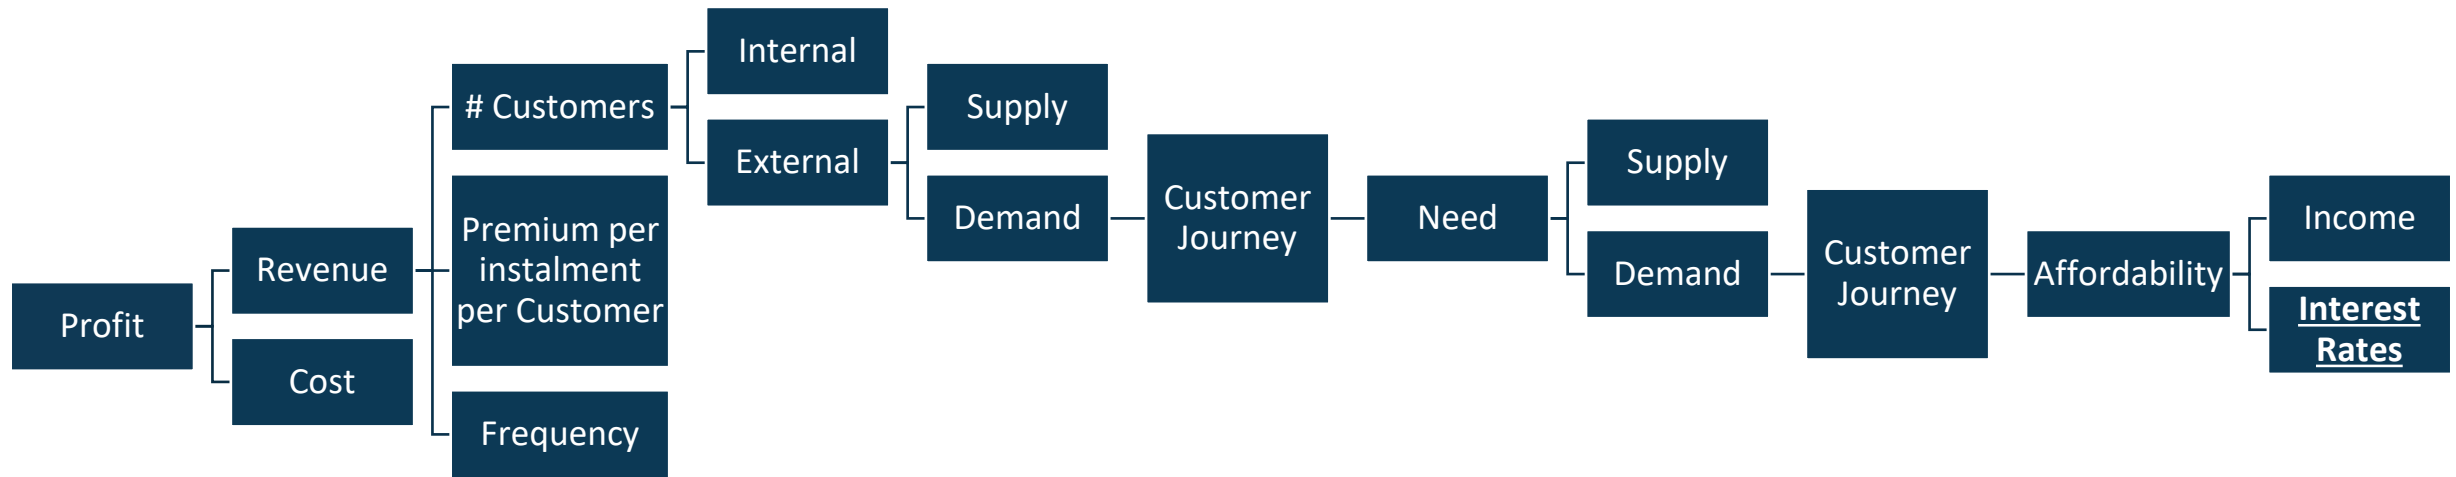 Profit
Revenue
Cost
# Customers
Premium per
instalment
per Customer
Frequency
Internal
External
Supply
Demand
Customer
Journey
Need
Supply
Demand
Customer
Journey
Affordability
Income
Interest
Rates